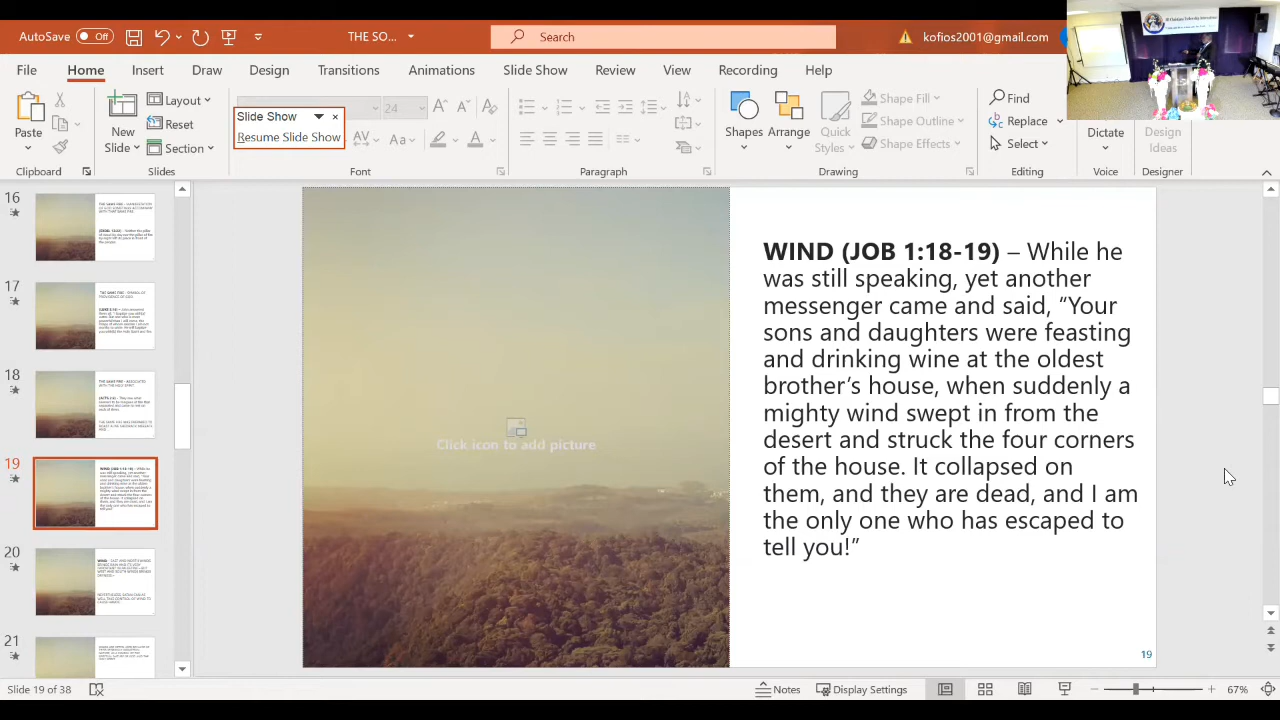 AutoSave Off THE SO... Search kofios2001@gmail.com
File Home Insert Draw Design Transitions Animations Slide Show Review View Recording Help
Paste
New
Slide
Layout
Reset
Section
24
Slide Show
Resume Slide Show
Aa
Shapes
Arrange
Quick
Styles
Shape Fill
Shape Outline
Shape Effects
Find
Replace
Select
Dictate
Design
Ideas
Clipboard Slides Font Paragraph Drawing Editing Voice Designer
16
17
18
19
20
21
Click icon to add picture
WIND (JOB 1:18-19) – While he
was still speaking, yet another
messenger came and said, “Your
sons and daughters were feasting
and drinking wine at the oldest
brother’s house, when suddenly a
mighty wind swept in from the
desert and struck the four corners
of the house. It collapsed on
them, and they are dead, and I am
the only one who has escaped to
tell you!”
19
Slide 19 of 38 Notes Display Settings 67%